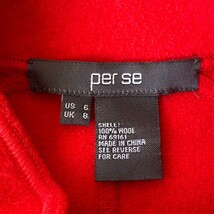 per se
US 6
UK 8
SHELL:
100% WOOL
RN 69161
MADE IN CHINA
SEE REVERSE
FOR CARE